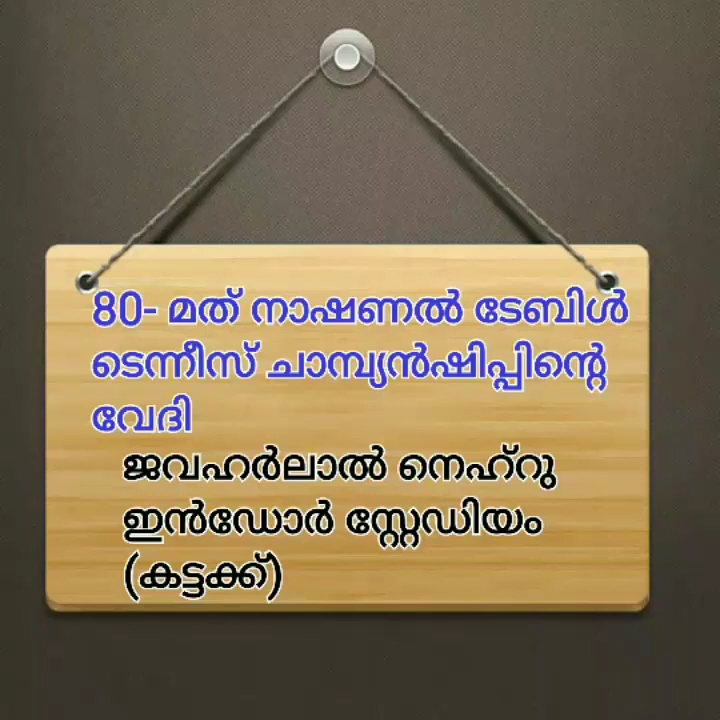 80- മത് നാഷണൽ ടേബിൾ
ടെന്നീസ് ചാമ്പ്യൻഷിപ്പിന്റെ
വേദി
ജവഹർലാൽ നെഹ്റു
ഇൻഡോർ സ്റ്റേഡിയം
(കട്ടക്ക്)